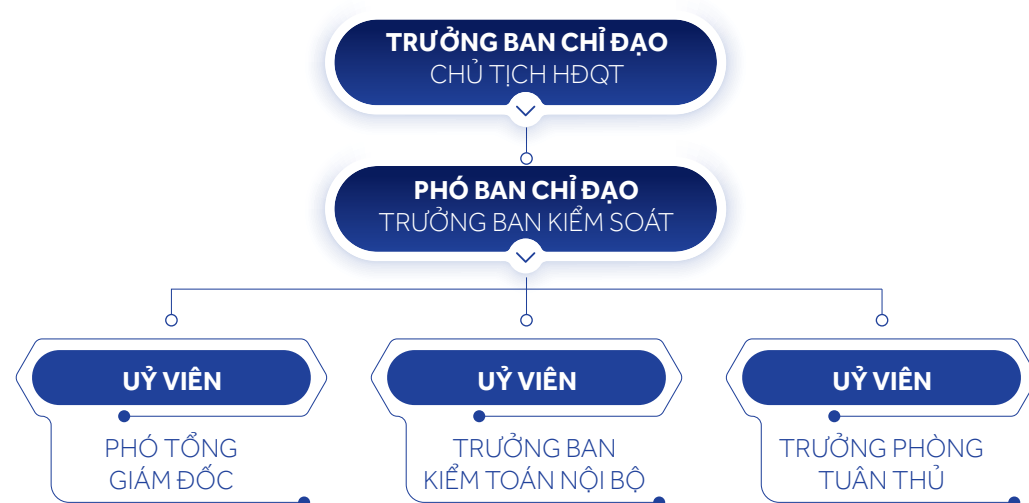 TRƯỞNG BAN CHỈ ĐẠO
CHỦ TỊCH HĐQT
PHÓ BAN CHỈ ĐẠO
TRƯỞNG BAN KIỂM SOÁT
UỶ VIÊN
PHÓ TỔNG
GIÁM ĐỐC
UỶ VIÊN
TRƯỞNG BAN
KIỂM TOÁN NỘI BỘ
UỶ VIÊN
TRƯỞNG PHÒNG
TUÂN THỦ